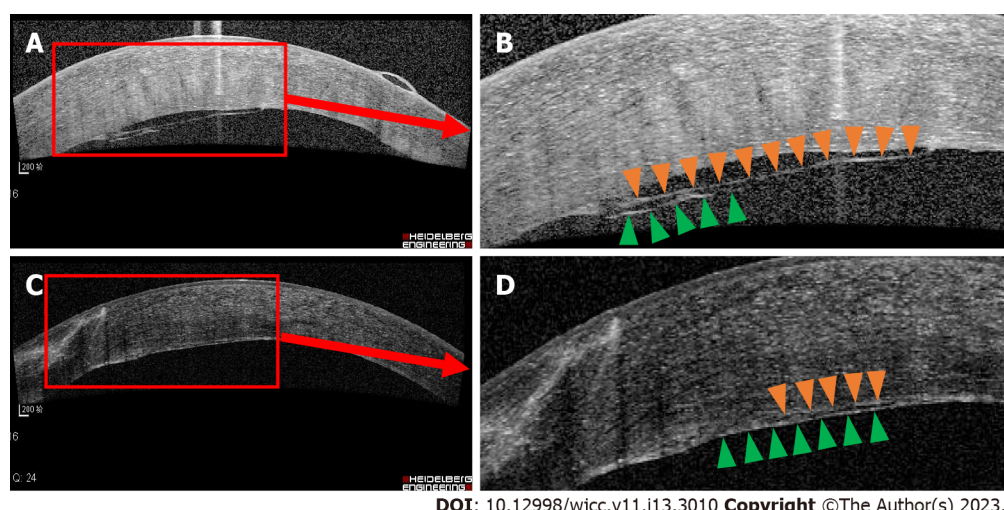 A
B
200 µm
16
HEIDELBERG
ENGINEERING
C
D
200 µm
16
Q: 24
HEIDELBERG
ENGINEERING
DOI: 10.12998/wjcc.v11.i13.3010 Copyright ©The Author(s) 2023.